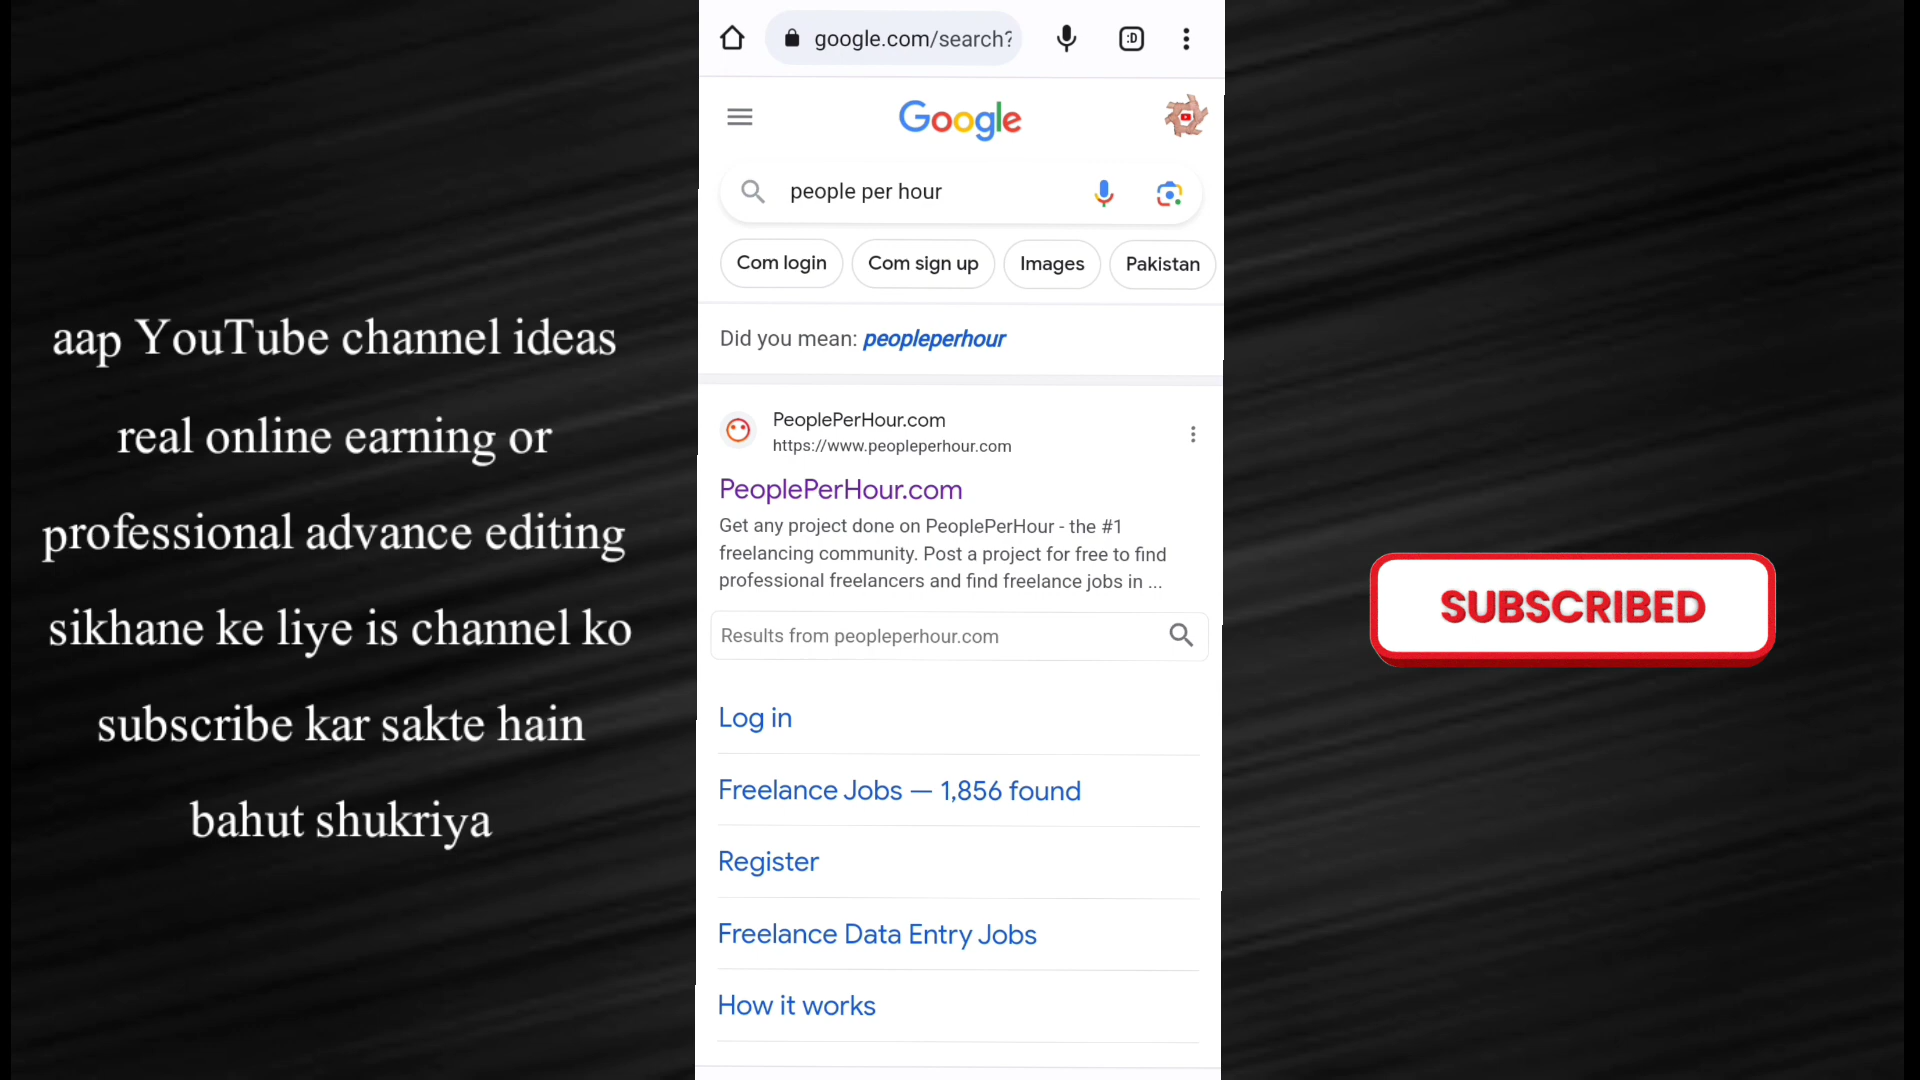 aap YouTube channel ideas
real online earning or
professional advance editing
sikhane ke liye is channel ko
subscribe kar sakte hain
bahut shukriya
google.com/search?
:D
Google
people per hour
Com login
Com sign up
Images
Pakistan
Did you mean: peopleperhour
PeoplePerHour.com
https://www.peopleperhour.com
PeoplePerHour.com
Get any project done on PeoplePerHour - the #1
freelancing community. Post a project for free to find
professional freelancers and find freelance jobs in ...
Results from peopleperhour.com
Log in
Freelance Jobs — 1,856 found
Register
Freelance Data Entry Jobs
How it works
SUBSCRIBED